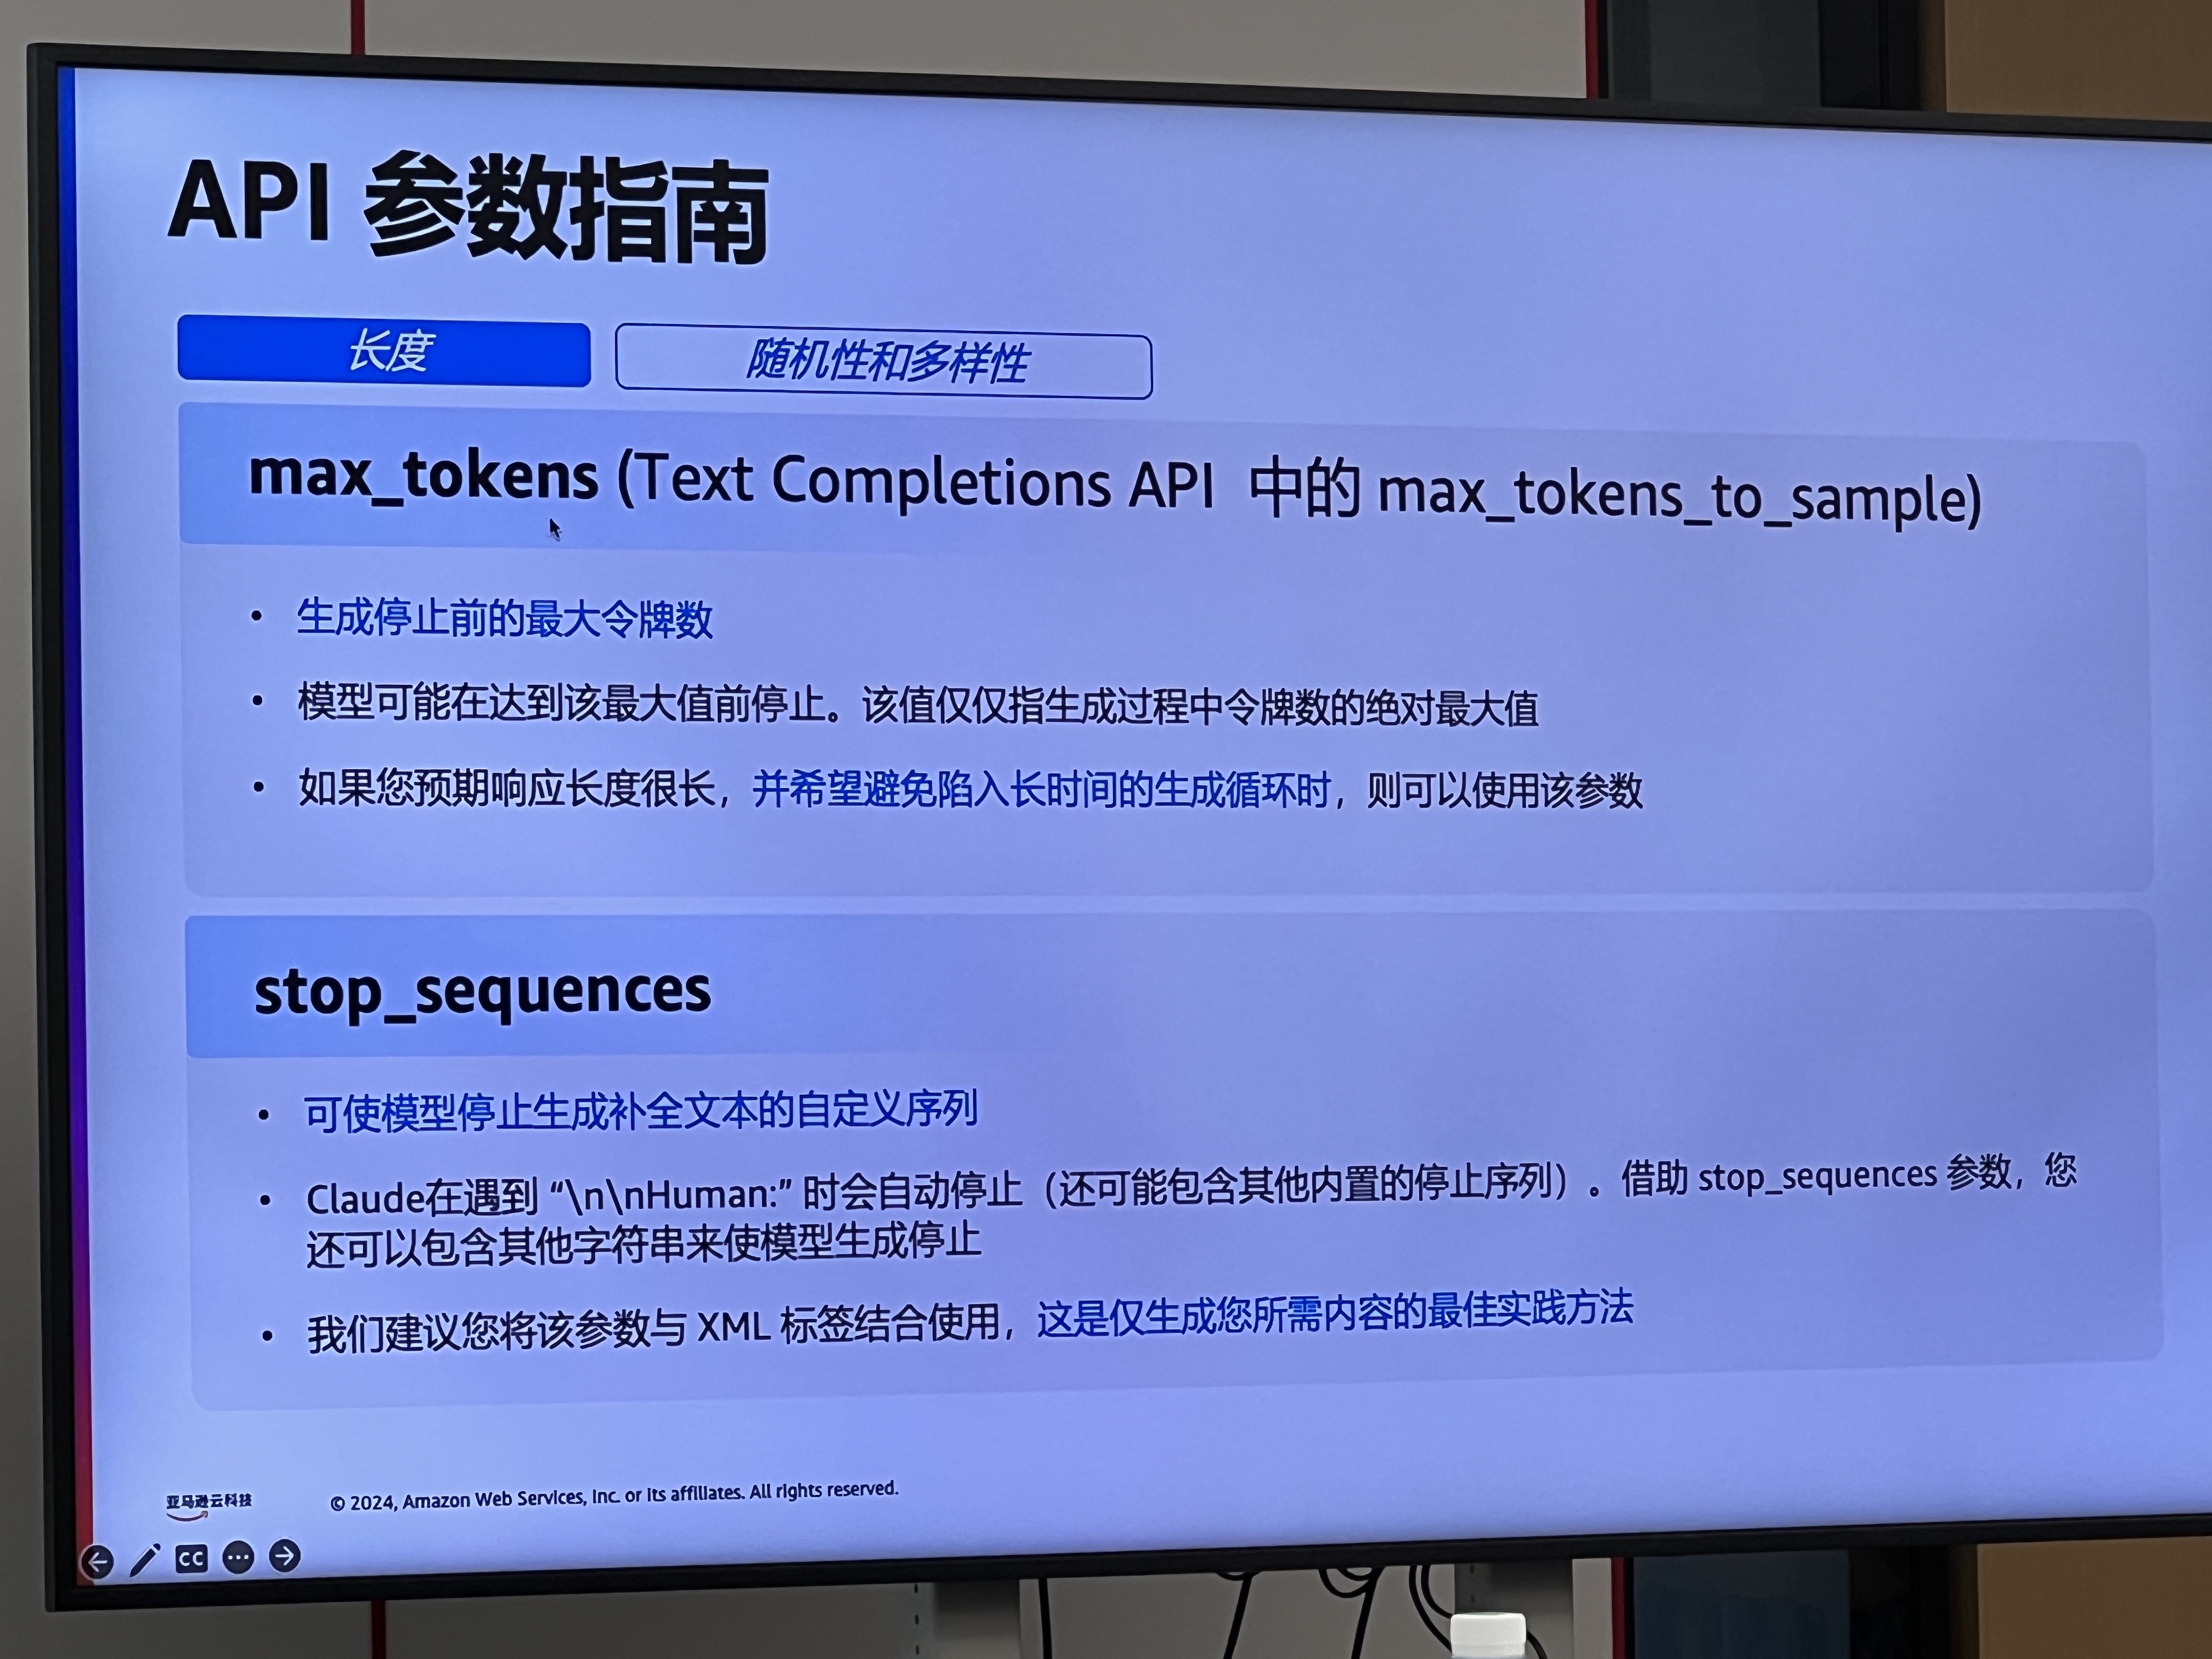 API 参数指南
长度
随机性和多样性
max_tokens (Text Completions API 中的 max_tokens_to_sample)
• 生成停止前的最大令牌数
• 模型可能在达到该最大值前停止。该值仅仅指生成过程中令牌数的绝对最大值
• 如果您预期响应长度很长，并希望避免陷入长时间的生成循环时，则可以使用该参数
stop_sequences
• 可使模型停止生成补全文本的自定义序列
• Claude在遇到 “\n\nHuman:” 时会自动停止（还可能包含其他内置的停止序列）。借助 stop_sequences 参数，您
还可以包含其他字符串来使模型生成停止
• 我们建议您将该参数与 XML 标签结合使用，这是仅生成您所需内容的最佳实践方法
亚马逊云科技
© 2024, Amazon Web Services, Inc. or its affiliates. All rights reserved.
CC